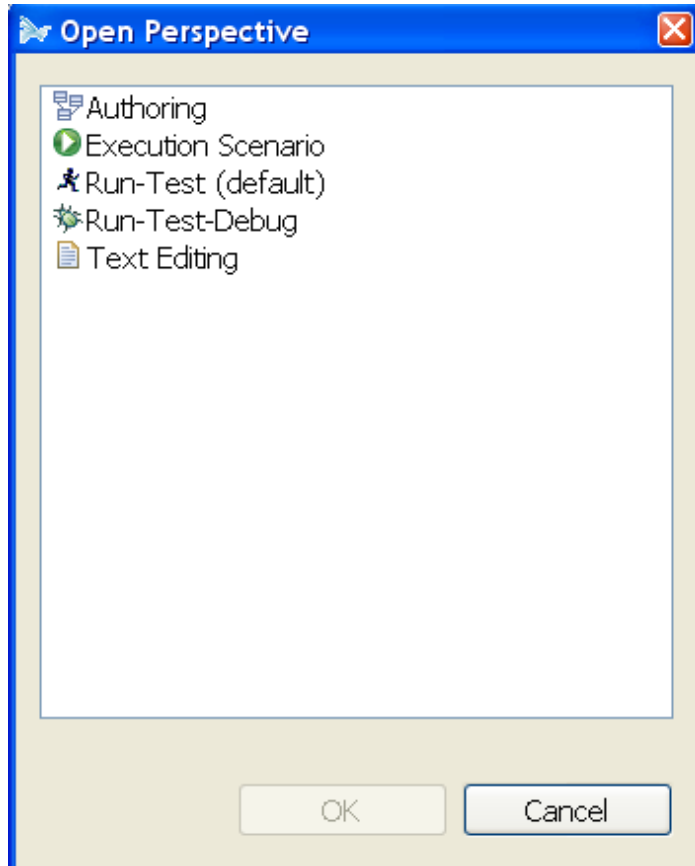 Open Perspective
Authoring
Execution Scenario
Run-Test (default)
Run-Test-Debug
Text Editing
OK
Cancel